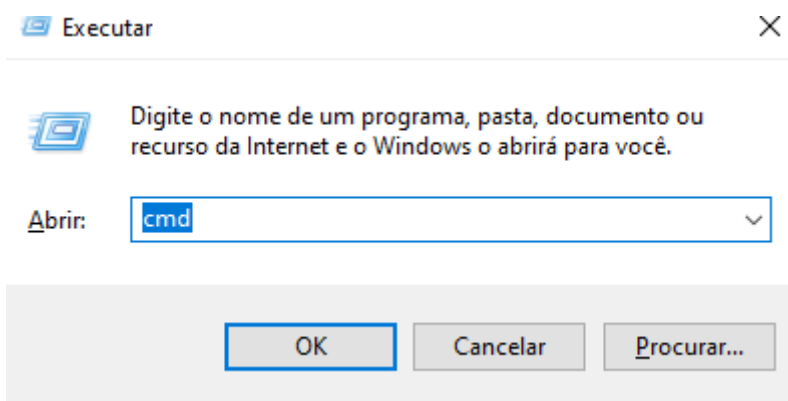 Executar
Digite o nome de um programa, pasta, documento ou
recurso da Internet e o Windows o abrirá para você.
Abrir: cmd
OK Cancelar Procurar...